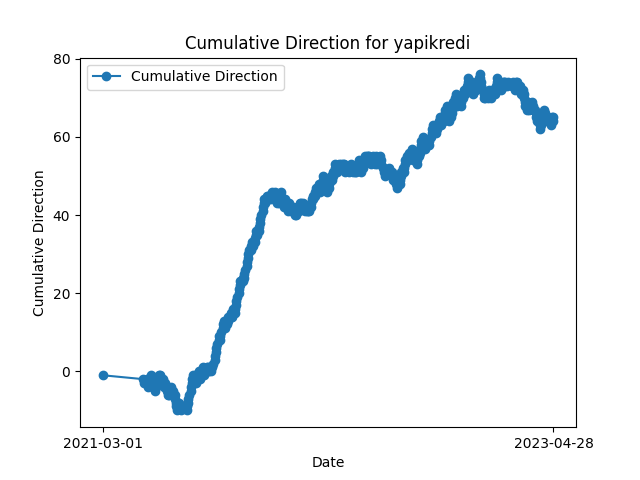 Cumulative Direction for yapikredi
80
Cumulative Direction
60
40
20
0
Cumulative Direction
2021-03-01
2023-04-28
Date